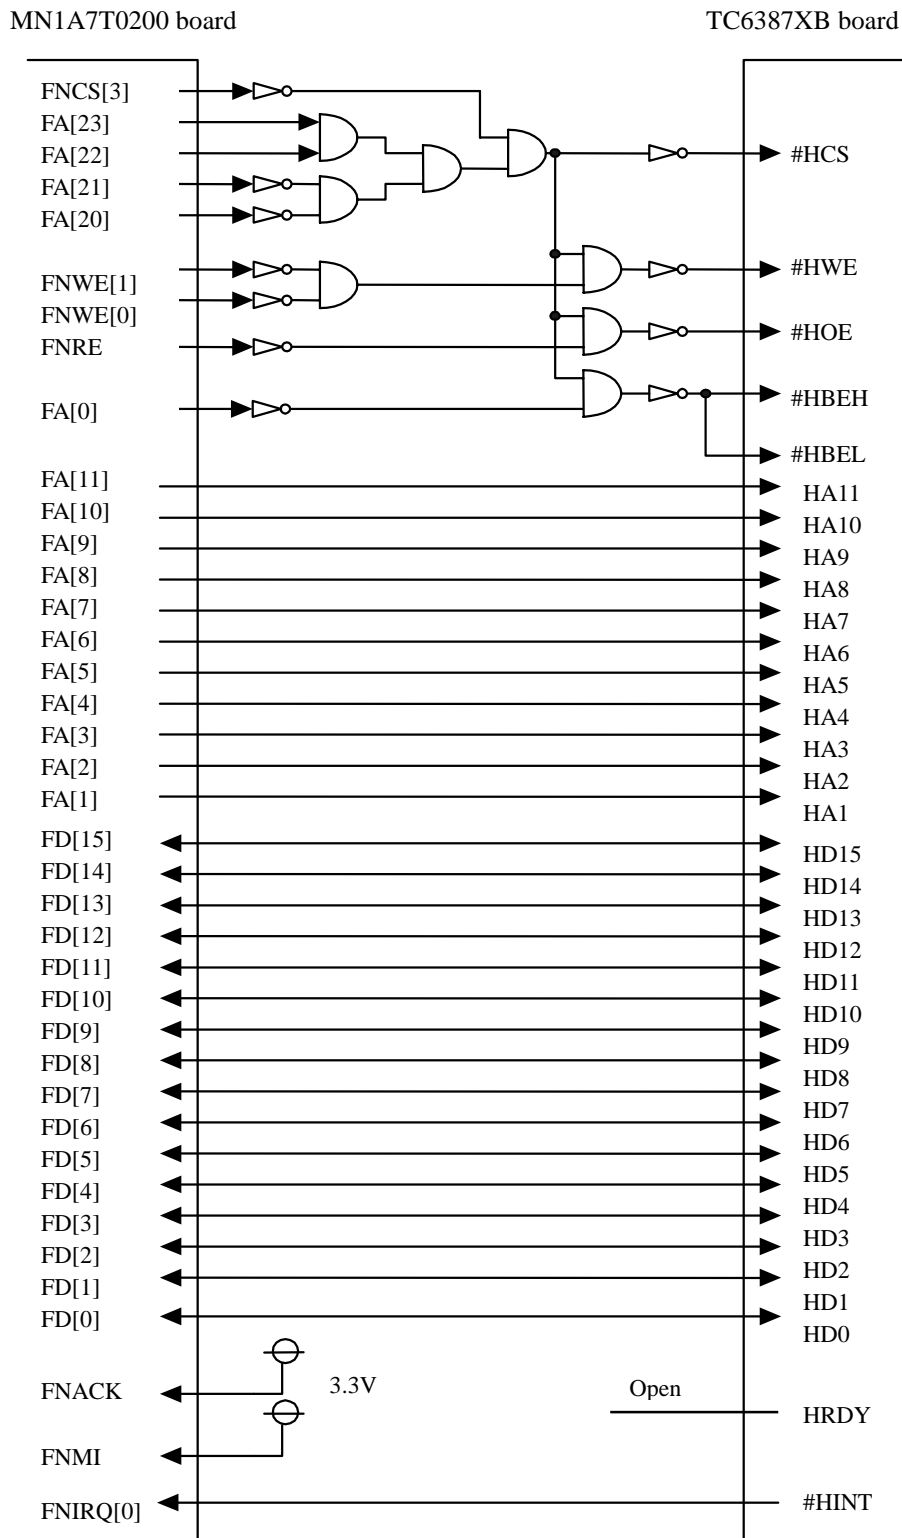 MN1A7T0200 board
TC6387XB board
FNCS[3]
FA[23]
FA[22]
#HCS
FA[21]
FA[20]
FNWE[1]
#HWE
FNWE[0]
FNRE
#HOE
FA[0]
#HBEH
#HBEL
FA[11]
HA11
FA[10]
HA10
FA[9]
HA9
FA[8]
HA8
FA[7]
HA7
FA[6]
HA6
FA[5]
HA5
FA[4]
HA4
FA[3]
HA3
FA[2]
HA2
FA[1]
HA1
FD[15]
HD15
FD[14]
HD14
FD[13]
HD13
FD[12]
HD12
FD[11]
HD11
FD[10]
HD10
FD[9]
HD9
FD[8]
HD8
FD[7]
HD7
FD[6]
HD6
FD[5]
HD5
FD[4]
HD4
FD[3]
HD3
FD[2]
HD2
FD[1]
HD1
FD[0]
HD0
FNACK
3.3V
Open
HRDY
FNMI
FNIRQ[0]
#HINT